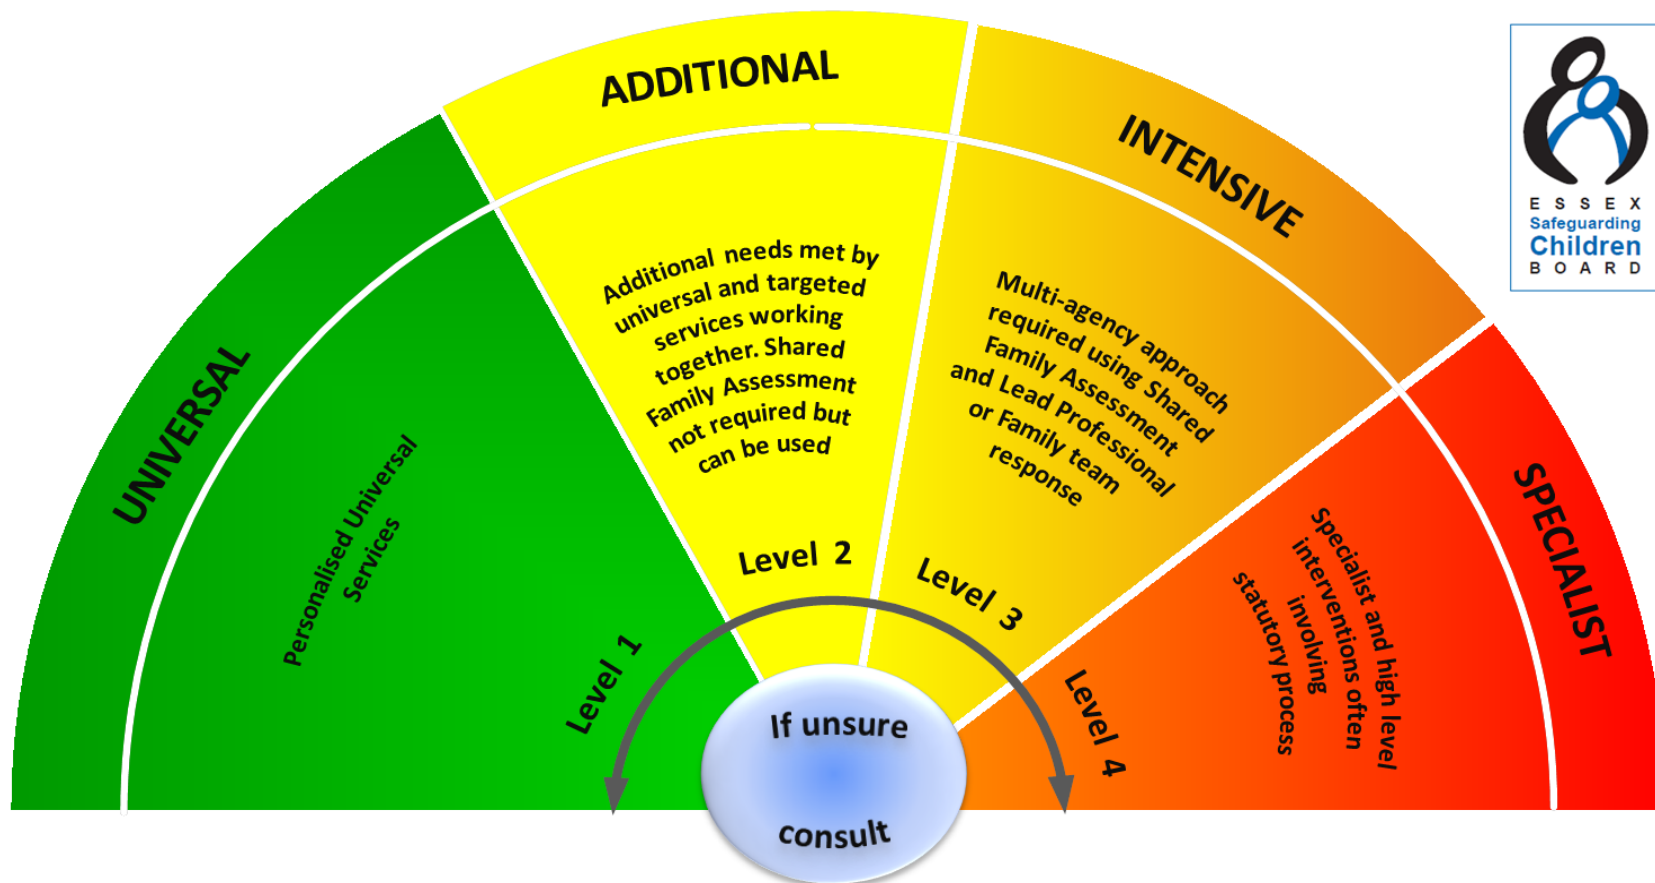 UNIVERSAL
Personalised Universal
Services
Level 1
ADDITIONAL
Additional needs met by
universal and targeted
services working
together. Shared
Family Assessment
not required but
can be used
Level 2
INTENSIVE
Multi-agency approach
required using Shared
Family Assessment
and Lead Professional
or Family team
response
Level 3
SPECIALIST
Specialist and high level
interventions often
involving
statutory process
Level 4
If unsure
consult
ESSEX
Safeguarding
Children
BOARD